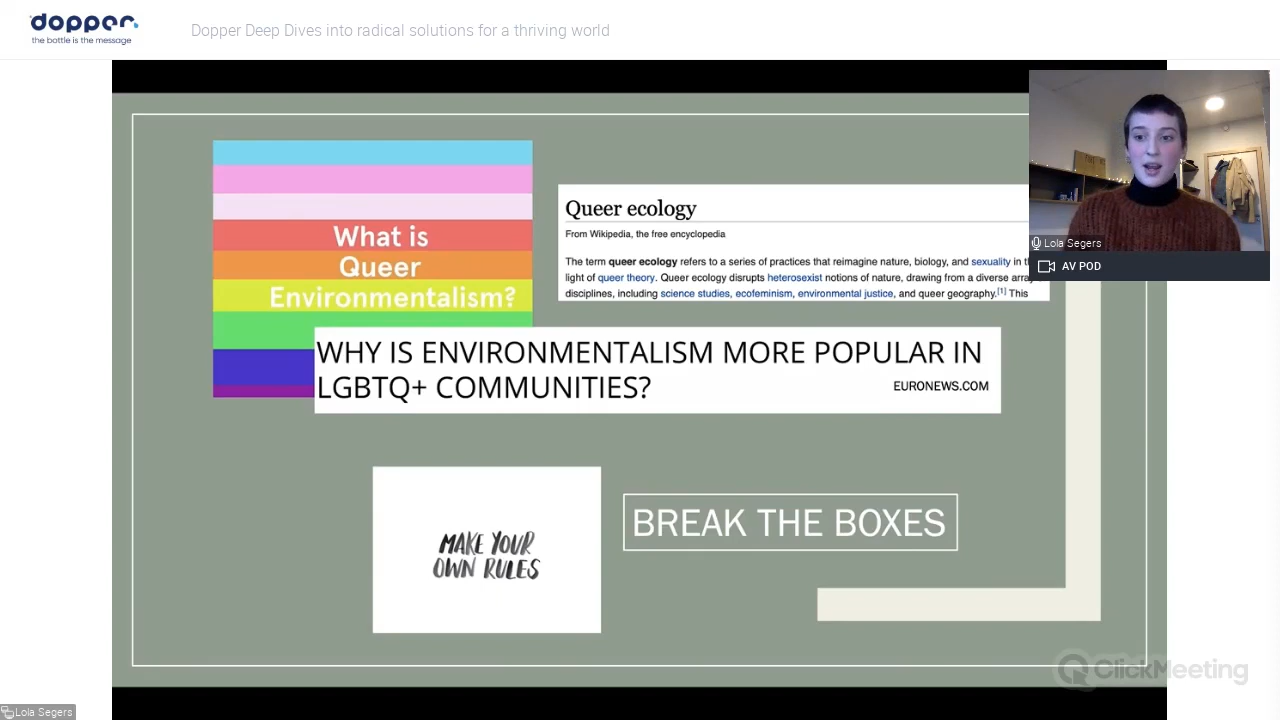 dopper
the bottle is the message
Dopper Deep Dives into radical solutions for a thriving world
What is
Queer
Environmentalism?
Queer ecology
From Wikipedia, the free encyclopedia
The term queer ecology refers to a series of practices that reimagine nature, biology, and sexuality in
light of queer theory. Queer ecology disrupts heterosexist notions of nature, drawing from a diverse
disciplines, including science studies, ecofeminism, environmental justice, and queer geography.[1] This
WHY IS ENVIRONMENTALISM MORE POPULAR IN
LGBTQ+ COMMUNITIES?
EURONEWS.COM
MAKE YOUR
OWN RULES
BREAK THE BOXES
Lola Segers
AV POD
ClickMeeting
Lola Segers